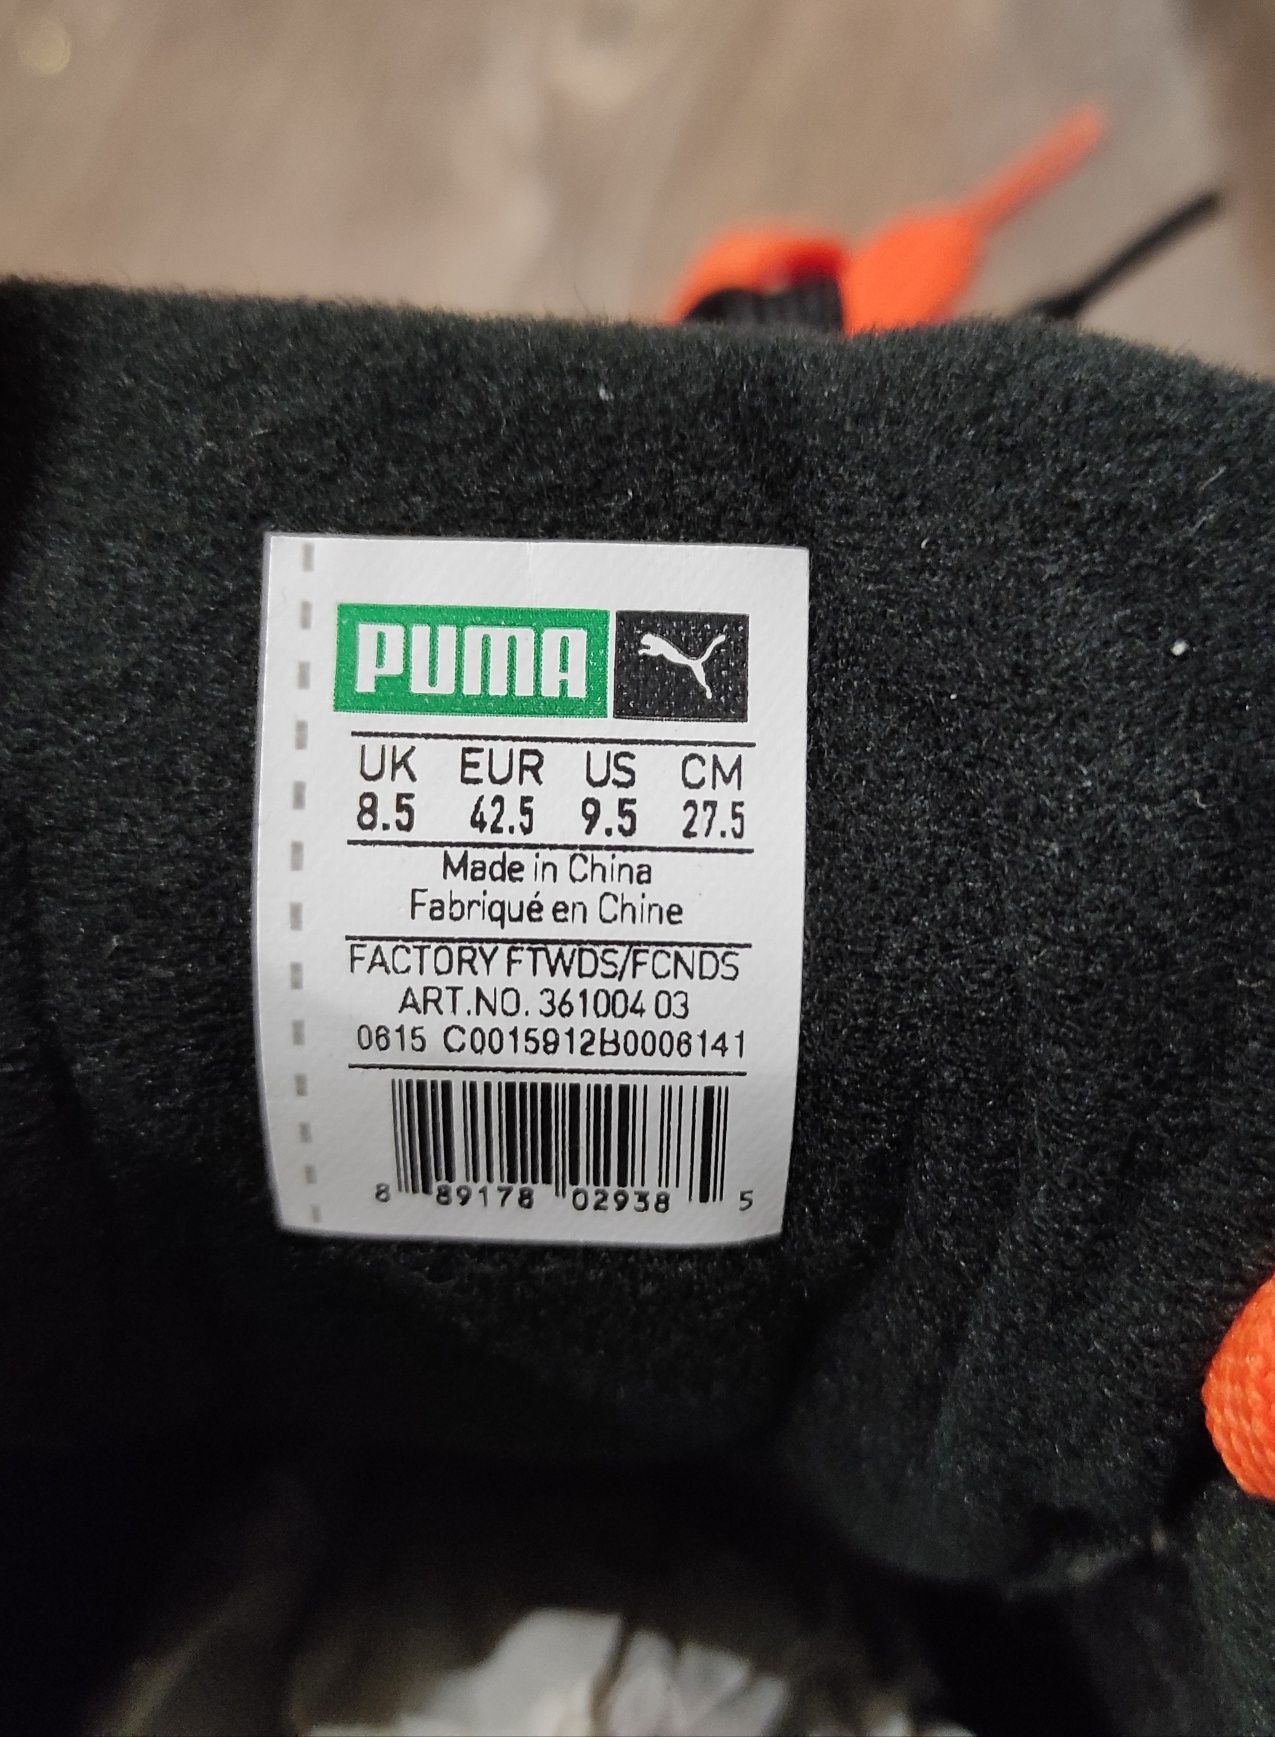 PUMA
UK EUR US CM
8.5 42.5 9.5 27.5
Made in China
Fabriqué en Chine
FACTORY FTWDS/FCNDS
ART.NO. 361004 03
0615 C0015912B0006141
8 89178 02938 5